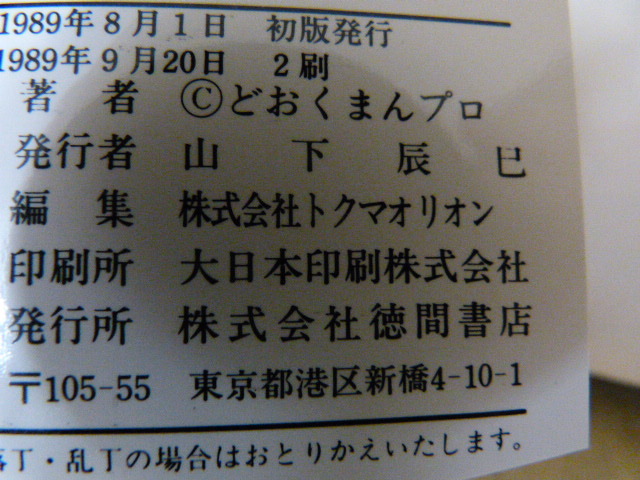 1989年8月1日 初版発行
1989年9月20日 2刷
著者 ©どおくまんプロ
発行者 山下辰巳
編集 株式会社トクマオリオン
印刷所 大日本印刷株式会社
発行所 株式会社徳間書店
〒105-55 東京都港区新橋4-10-1
落丁・乱丁の場合はおとりかえいたします。